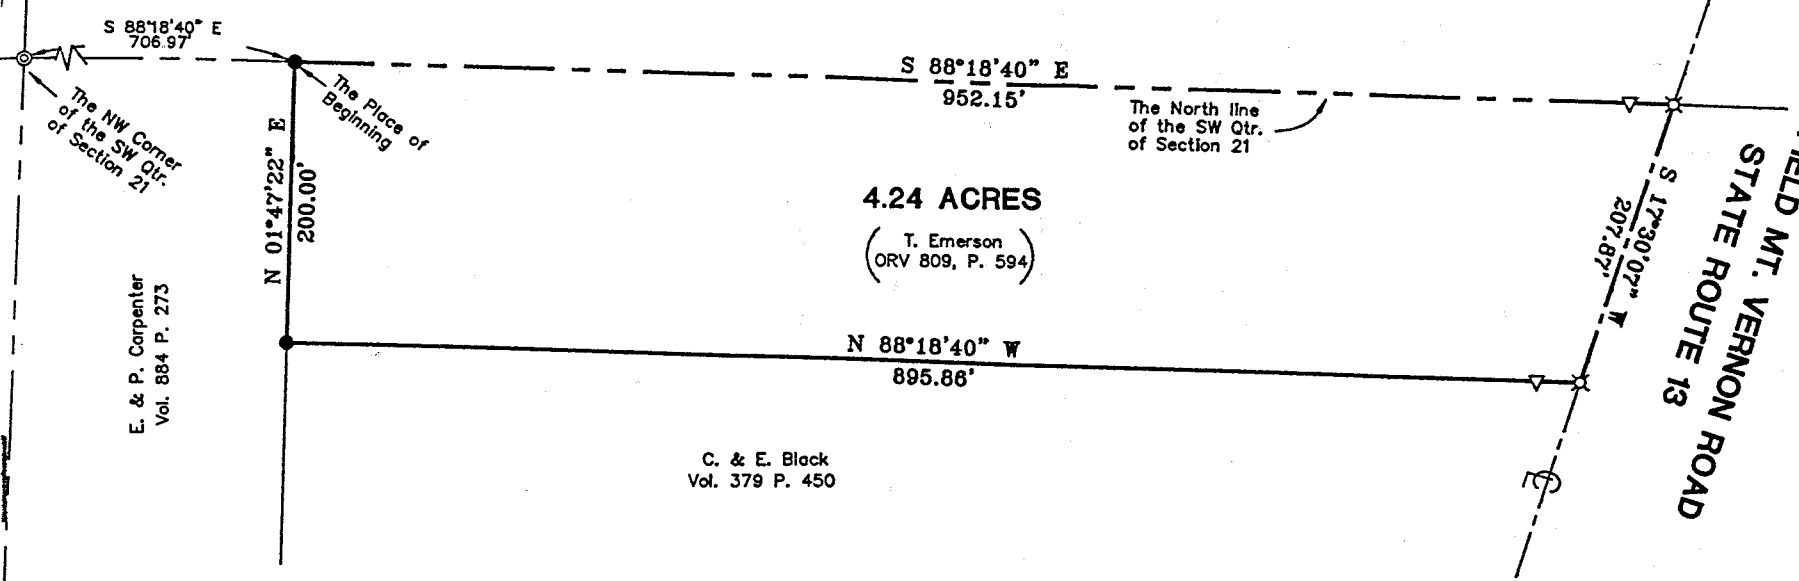 S 88°18'40" E
706.97'
The NW Corner
of the SW Qtr.
of Section 21
The Place of
Beginning
S 88°18'40" E
952.15'
The North line
of the SW Qtr.
of Section 21
N 01°47'22" E
200.00'
4.24 ACRES
T. Emerson
ORV 809, P. 594
S 17°30'07" W
207.87'
MT. VERNON ROAD
STATE ROUTE 13
E. & P. Carpenter
Vol. 884 P. 273
N 88°18'40" W
895.86'
C. & E. Black
Vol. 379 P. 450